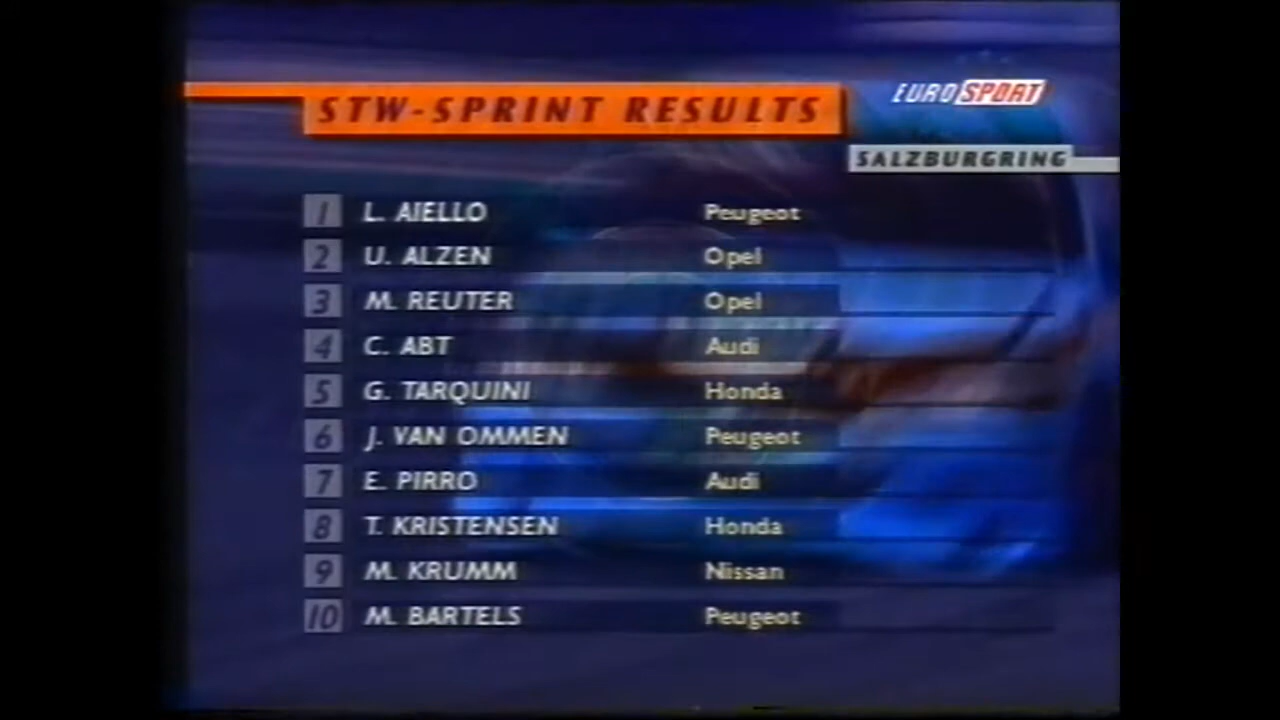 STW-SPRINT RESULTS
EUROSPORT
SALZBURGRING
1 L. AIELLO Peugeot
2 U. ALZEN Opel
3 M. REUTER Opel
4 C. ABT Audi
5 G. TARQUINI Honda
6 J. VAN OMMEN Peugeot
7 E. PIRRO Audi
8 T. KRISTENSEN Honda
9 M. KRUMM Nissan
10 M. BARTELS Peugeot